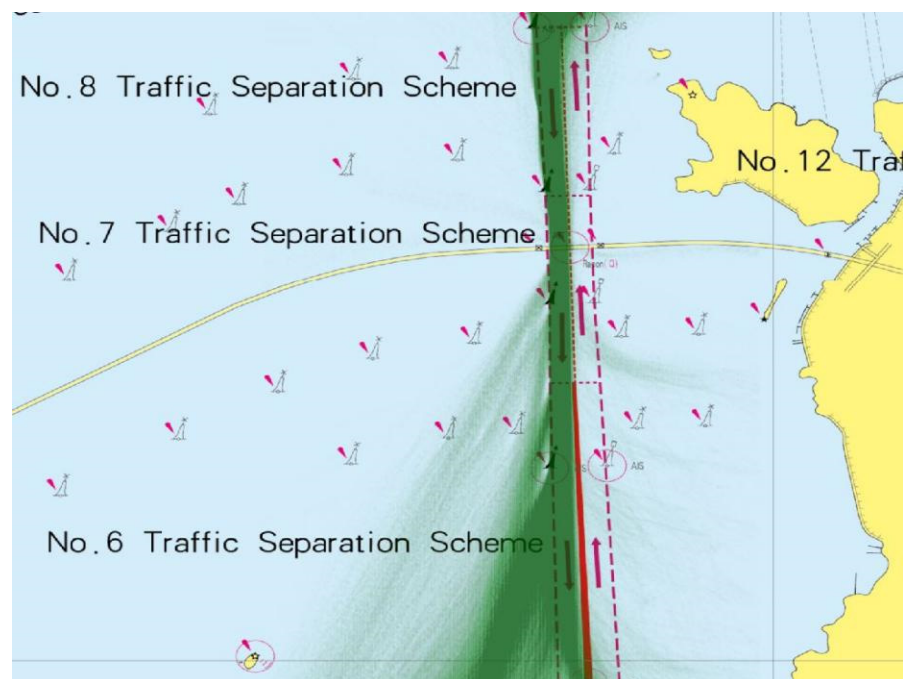 AIS
No.8 Traffic Separation Scheme
No.12 Traf
No.7 Traffic Separation Scheme
Racon(Q)
AIS
No.6 Traffic Separation Scheme